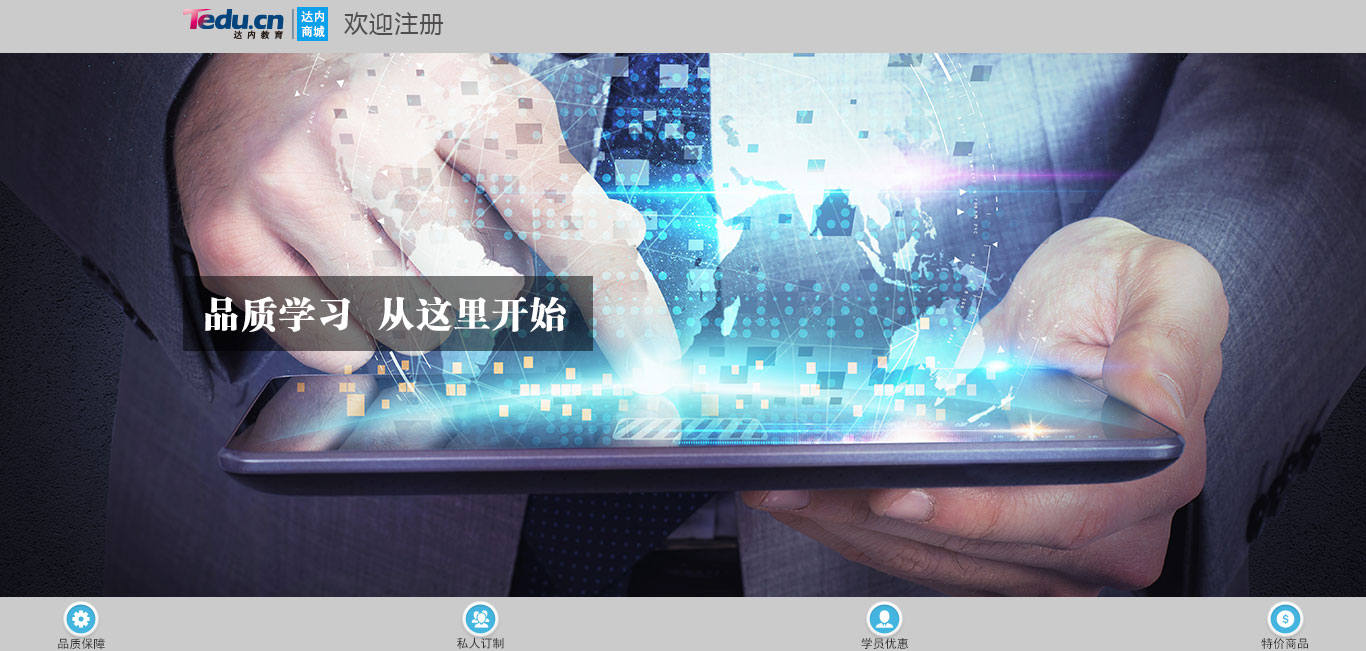 Tedu.cn
达内教育
达内
商城
欢迎注册
品质学习 从这里开始
品质保障
私人订制
学员优惠
特价商品